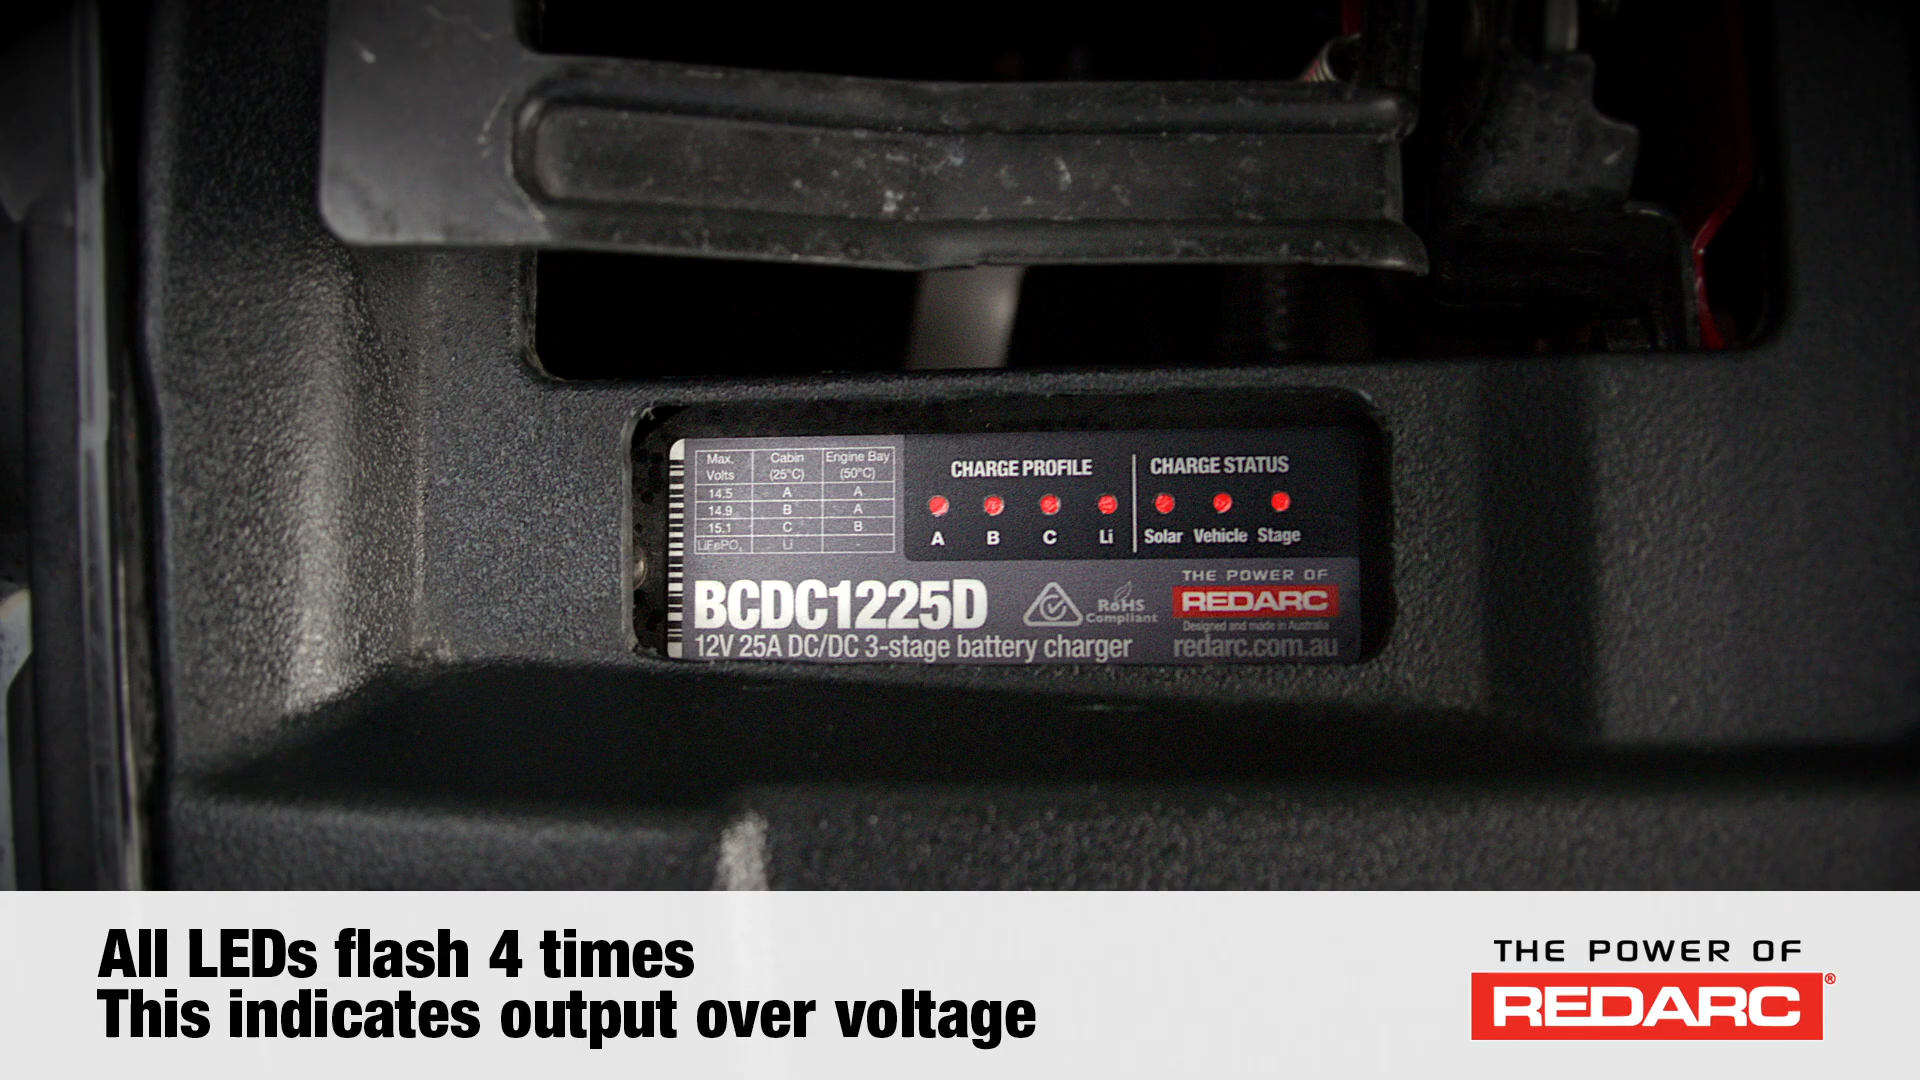 Max. Volts Cabin (25°C) Engine Bay (50°C)
14.5 A A
14.9 B A
15.1 C B
LiFePO₄ Li -
CHARGE PROFILE
A B C Li
CHARGE STATUS
Solar Vehicle Stage
BCDC1225D
12V 25A DC/DC 3-stage battery charger
RoHS
Compliant
THE POWER OF
REDARC
Designed and made in Australia
redarc.com.au
All LEDs flash 4 times
This indicates output over voltage
THE POWER OF
REDARC®